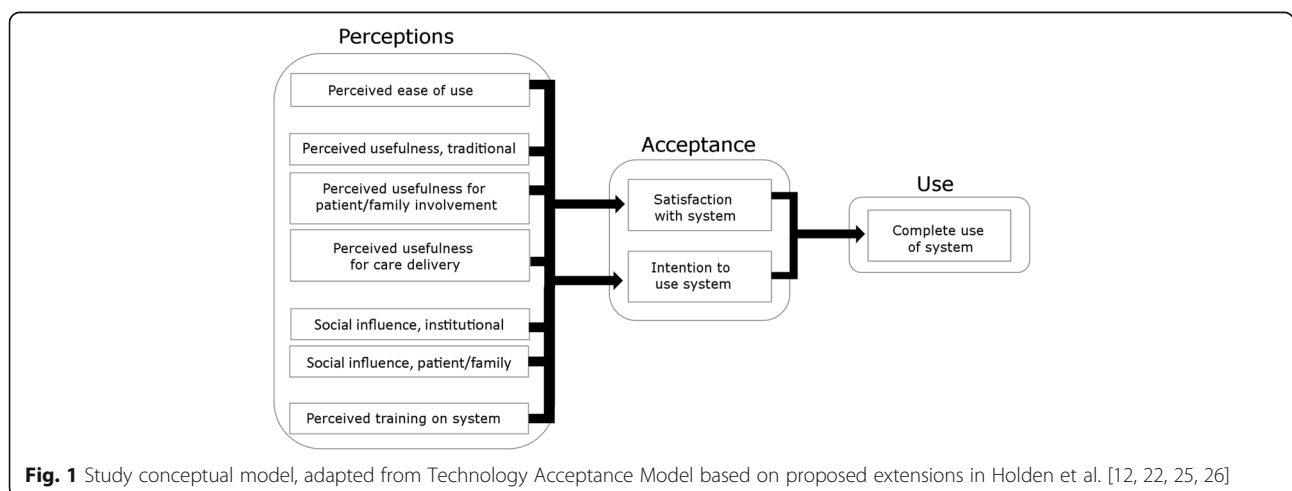 Perceptions
Perceived ease of use
Perceived usefulness, traditional
Perceived usefulness for
patient/family involvement
Perceived usefulness
for care delivery
Social influence, institutional
Social influence, patient/family
Perceived training on system
Acceptance
Satisfaction
with system
Intention to
use system
Use
Complete use
of system
Fig. 1 Study conceptual model, adapted from Technology Acceptance Model based on proposed extensions in Holden et al. [12, 22, 25, 26]